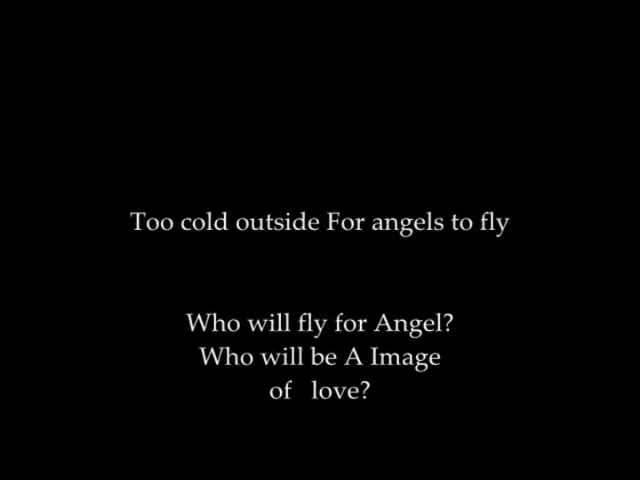 Too cold outside For angels to fly
Who will fly for Angel?
Who will be A Image
of love?